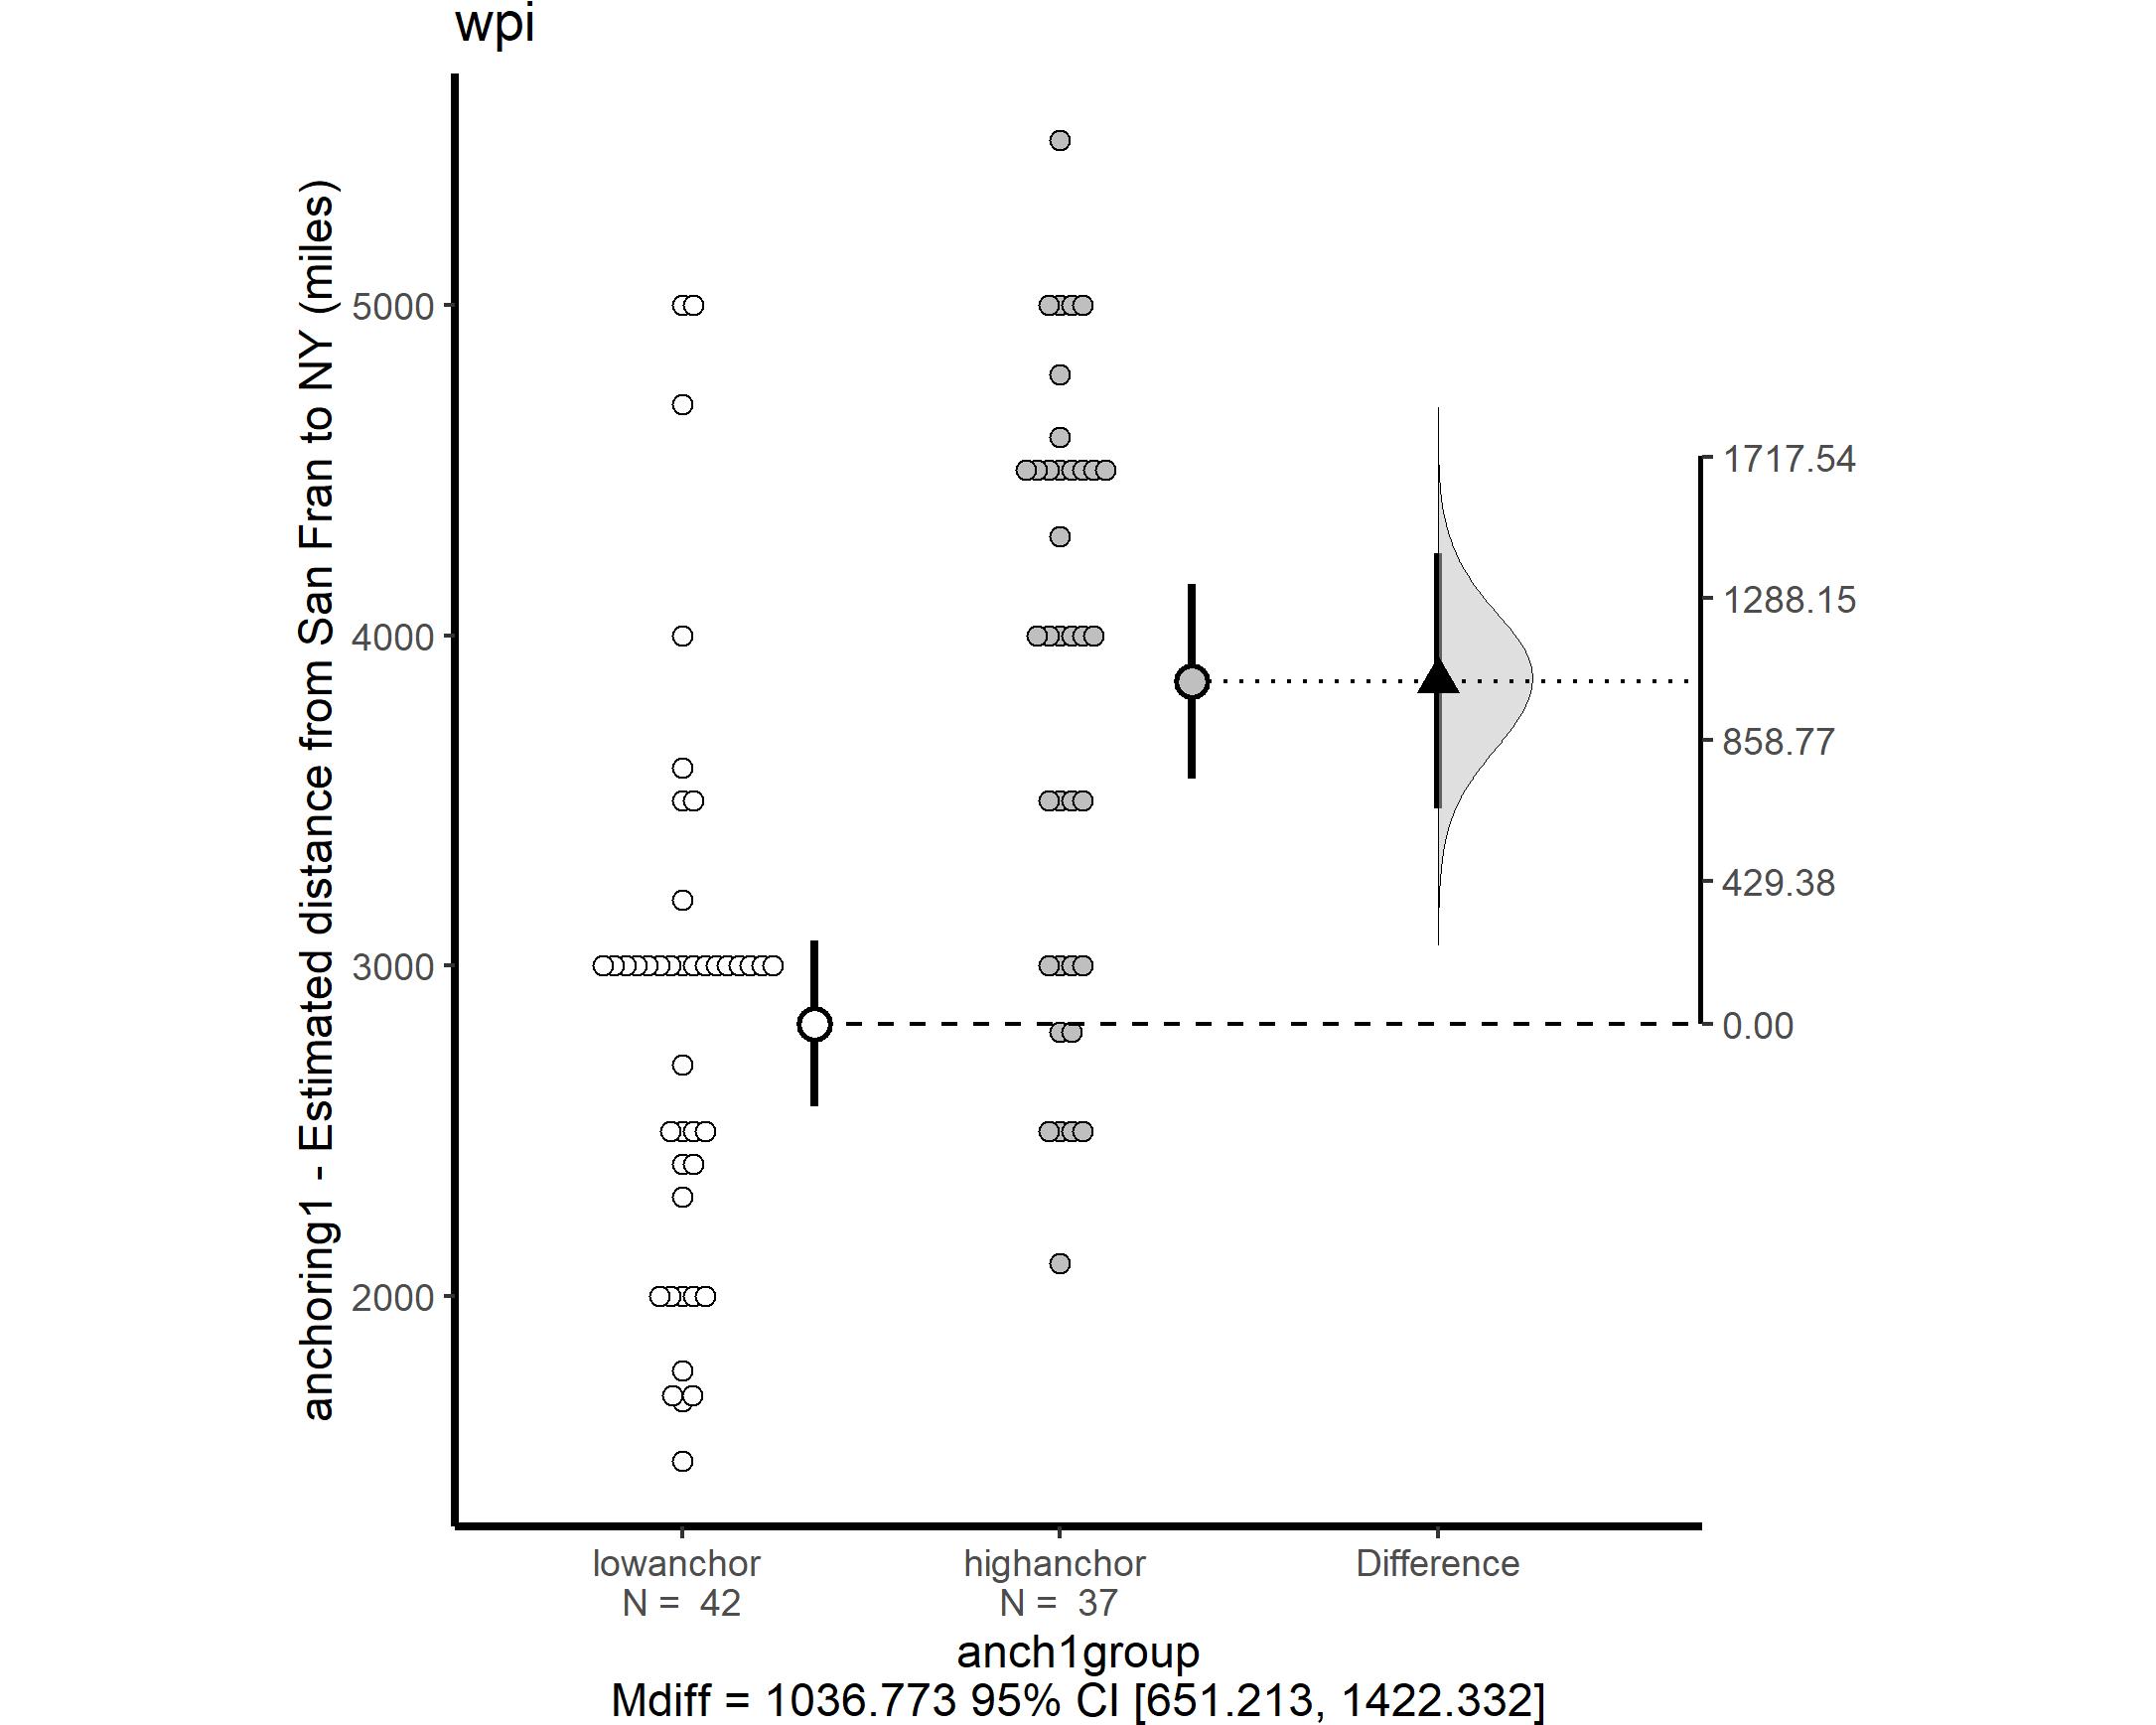 wpi
anchoring1 - Estimated distance from San Fran to NY (miles)
5000
4000
3000
2000
1717.54
1288.15
858.77
429.38
0.00
lowanchor
N =  42
highanchor
N =  37
Difference
anch1group
Mdiff = 1036.773 95% CI [651.213, 1422.332]